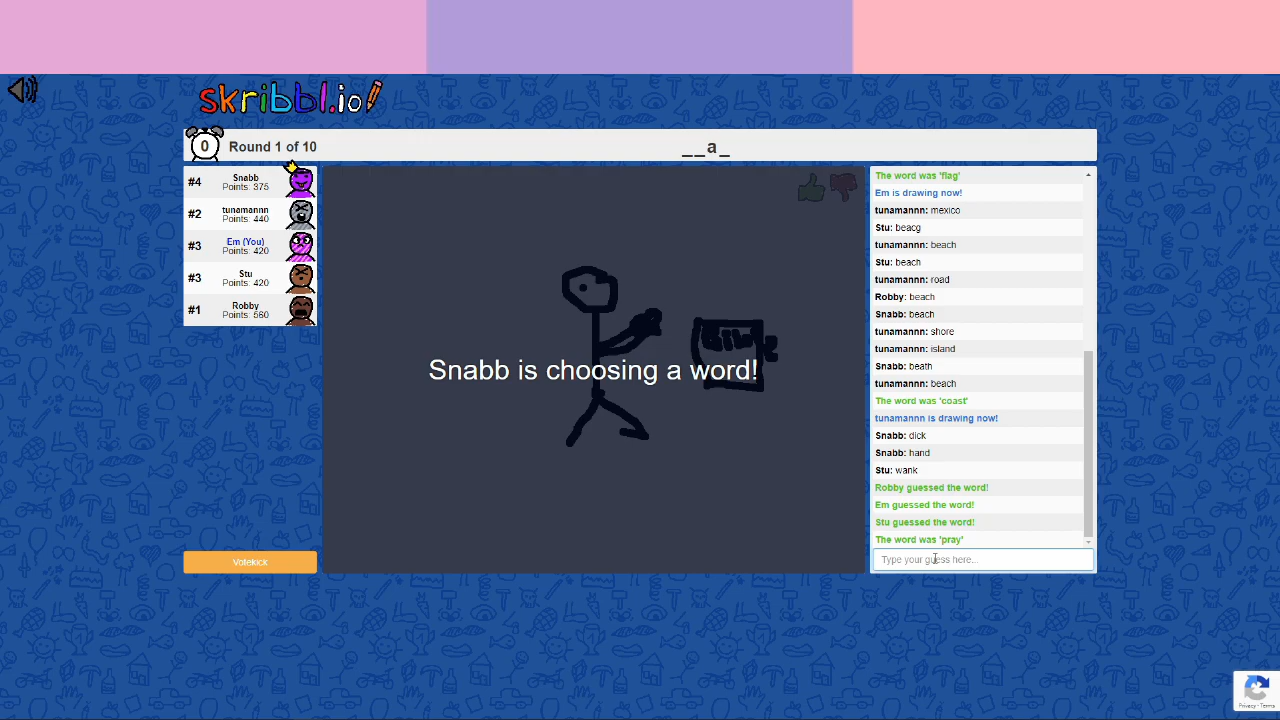 skribbl.io
0
Round 1 of 10
__a_
#4
Snabb
Points: 375
#2
tunamannn
Points: 440
#3
Em (You)
Points: 420
#3
Stu
Points: 420
#1
Robby
Points: 560
Votekick
Snabb is choosing a word!
The word was 'flag'
Em is drawing now!
tunamannn: mexico
Stu: beacg
tunamannn: beach
Stu: beach
tunamannn: road
Robby: beach
Snabb: beach
tunamannn: shore
tunamannn: island
Snabb: beath
tunamannn: beach
The word was 'coast'
tunamannn is drawing now!
Snabb: dick
Snabb: hand
Stu: wank
Robby guessed the word!
Em guessed the word!
Stu guessed the word!
The word was 'pray'
Type your guess here...
Privacy - Terms